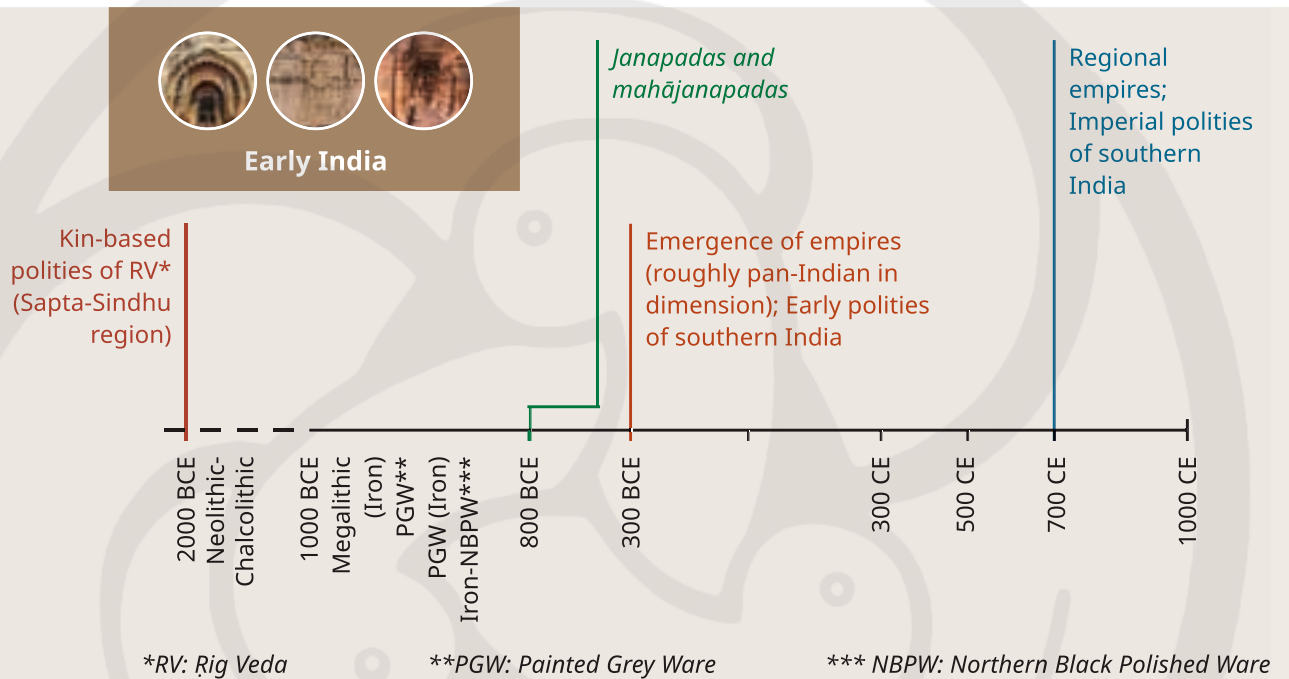 Early India
Janapadas and
mahājanapadas
Regional
empires;
Imperial polities
of southern
India
Kin-based
polities of RV*
(Sapta-Sindhu
region)
Emergence of empires
(roughly pan-Indian in
dimension); Early polities
of southern India
2000 BCE
Neolithic-
Chalcolithic
1000 BCE
Megalithic
(Iron)
PGW**
PGW (Iron)
Iron-NBPW***
800 BCE
300 BCE
300 CE
500 CE
700 CE
1000 CE
*RV: Ṛig Veda
**PGW: Painted Grey Ware
*** NBPW: Northern Black Polished Ware